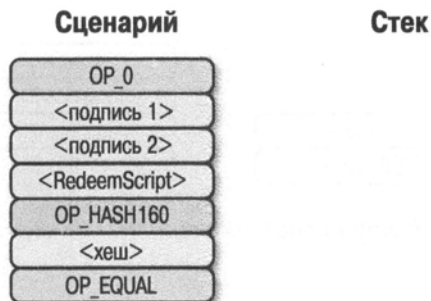 Сценарий Стек
OP_0
<подпись 1>
<подпись 2>
<RedeemScript>
OP_HASH160
<хеш>
OP_EQUAL